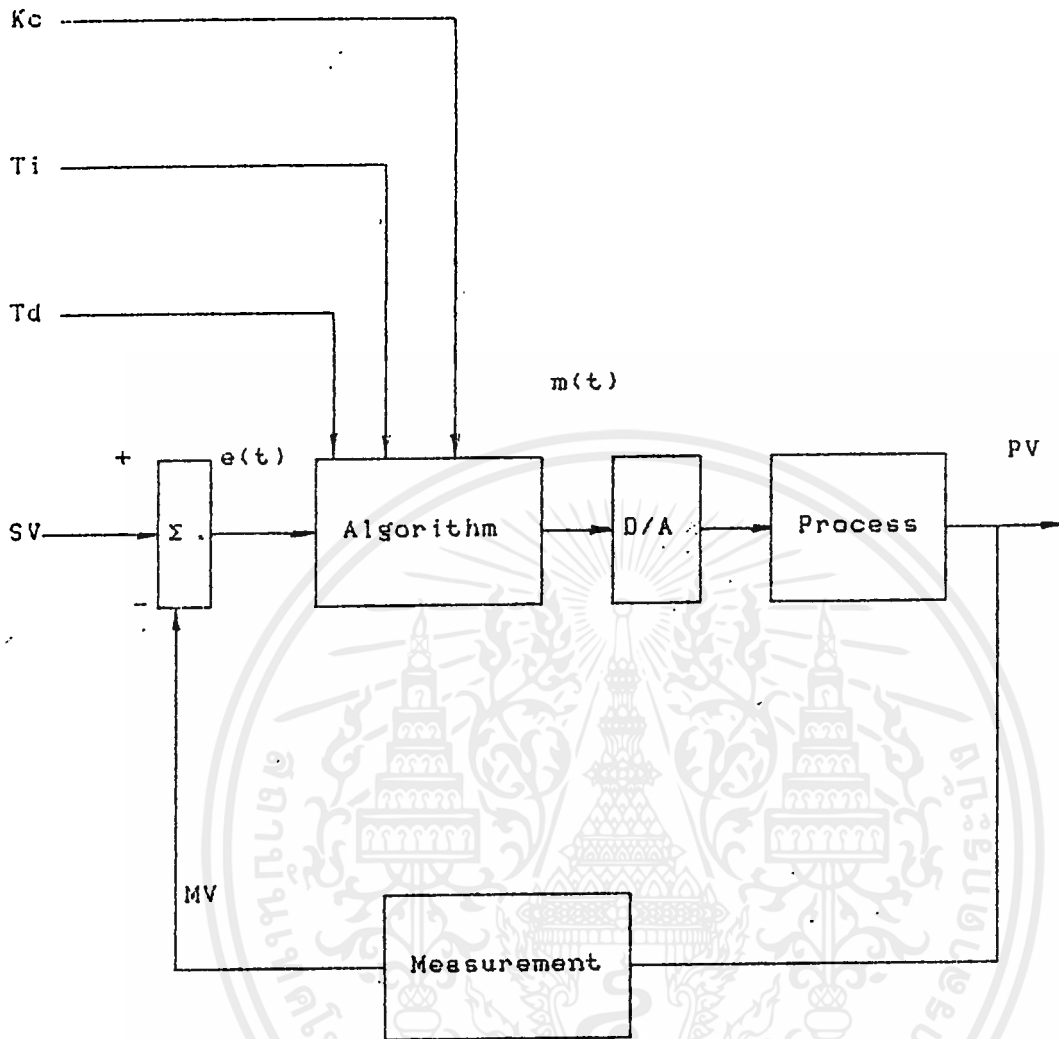 Kc
Ti
Td
m(t)
+ e(t) PV
SV Σ Algorithm D/A Process
-
MV
Measurement